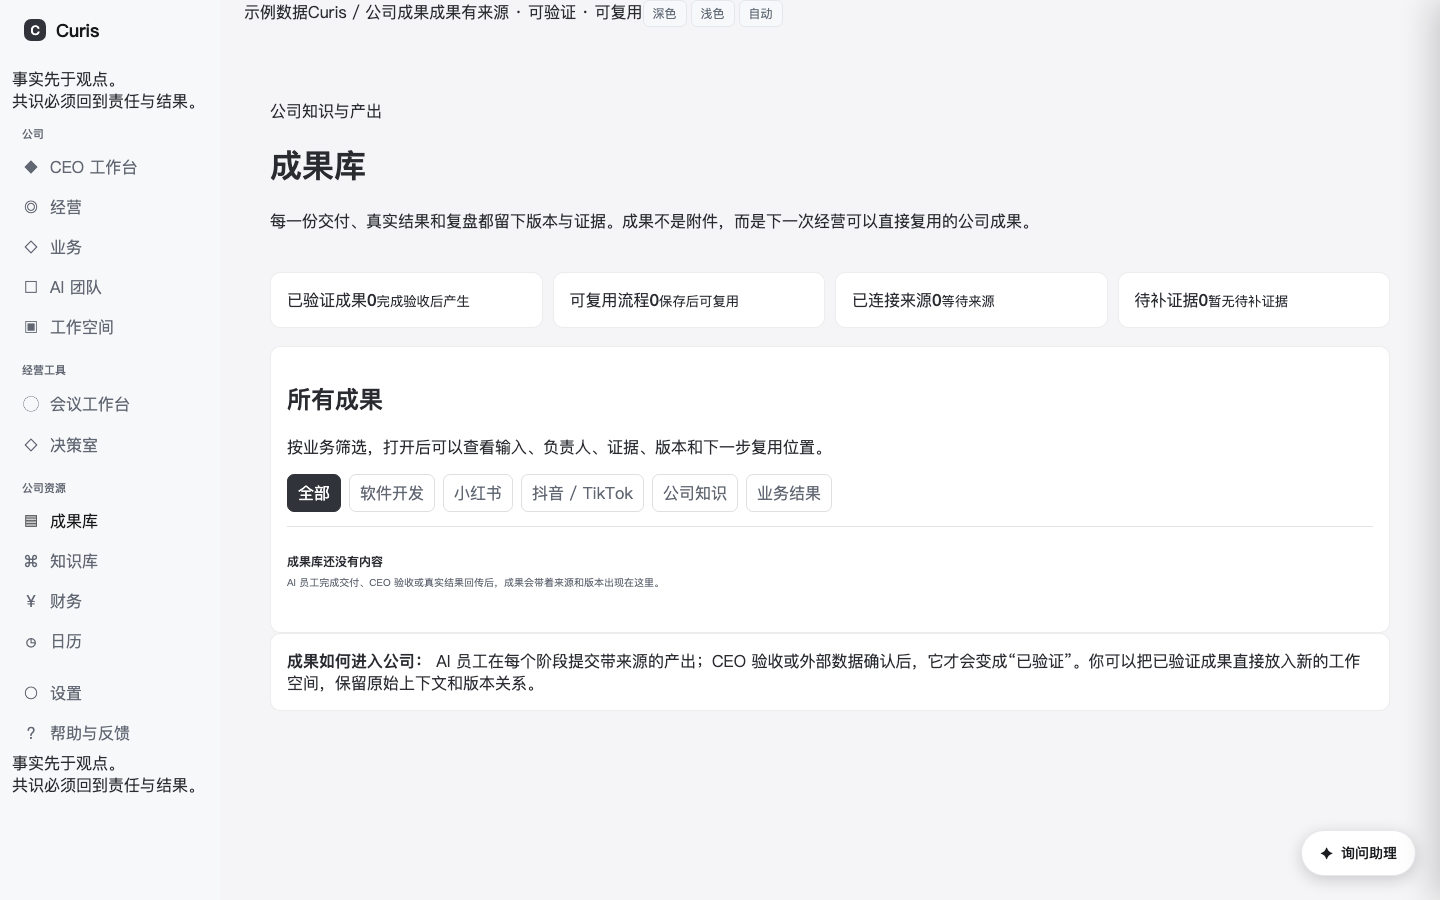 C Curis
事实先于观点。
共识必须回到责任与结果。
公司
◆ CEO 工作台
◎ 经营
◇ 业务
□ AI 团队
▣ 工作空间
经营工具
◌ 会议工作台
◇ 决策室
公司资源
▤ 成果库
⌘ 知识库
¥ 财务
◷ 日历
○ 设置
? 帮助与反馈
事实先于观点。
共识必须回到责任与结果。
示例数据Curis / 公司成果成果有来源 · 可验证 · 可复用 深色 浅色 自动
公司知识与产出
成果库
每一份交付、真实结果和复盘都留下版本与证据。成果不是附件，而是下一次经营可以直接复用的公司成果。
已验证成果0完成验收后产生
可复用流程0保存后可复用
已连接来源0等待来源
待补证据0暂无待补证据
所有成果
按业务筛选，打开后可以查看输入、负责人、证据、版本和下一步复用位置。
全部 软件开发 小红书 抖音 / TikTok 公司知识 业务结果
成果库还没有内容
AI 员工完成交付、CEO 验收或真实结果回传后，成果会带着来源和版本出现在这里。
成果如何进入公司： AI 员工在每个阶段提交带来源的产出；CEO 验收或外部数据确认后，它才会变成“已验证”。你可以把已验证成果直接放入新的工作
空间，保留原始上下文和版本关系。
✦ 询问助理